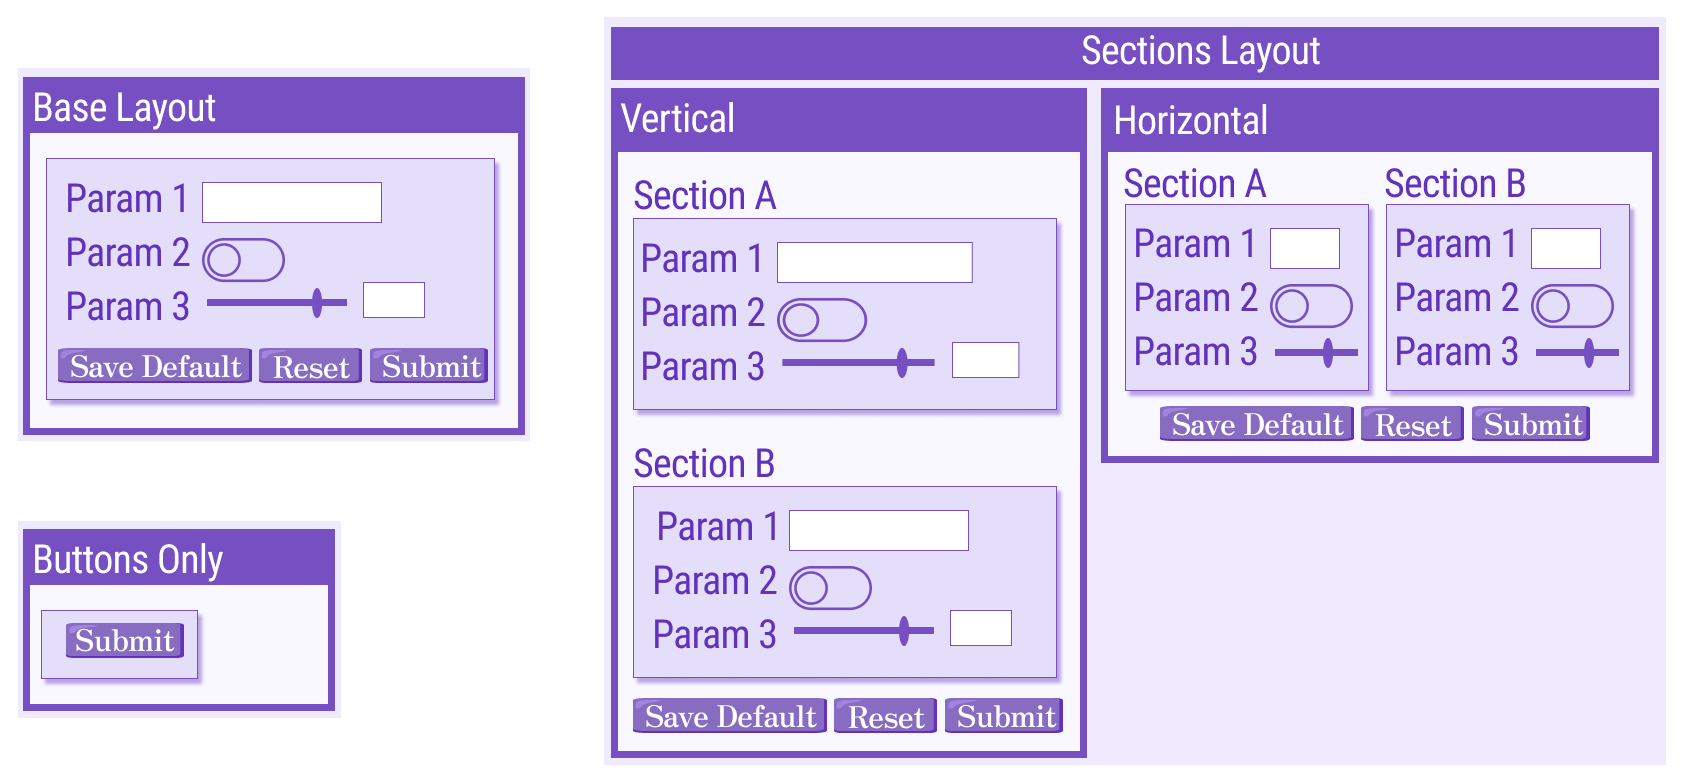 Base Layout
Param 1
Param 2
Param 3
Save Default Reset Submit
Buttons Only
Submit
Sections Layout
Vertical
Section A
Param 1
Param 2
Param 3
Section B
Param 1
Param 2
Param 3
Save Default Reset Submit
Horizontal
Section A
Param 1
Param 2
Param 3
Section B
Param 1
Param 2
Param 3
Save Default Reset Submit